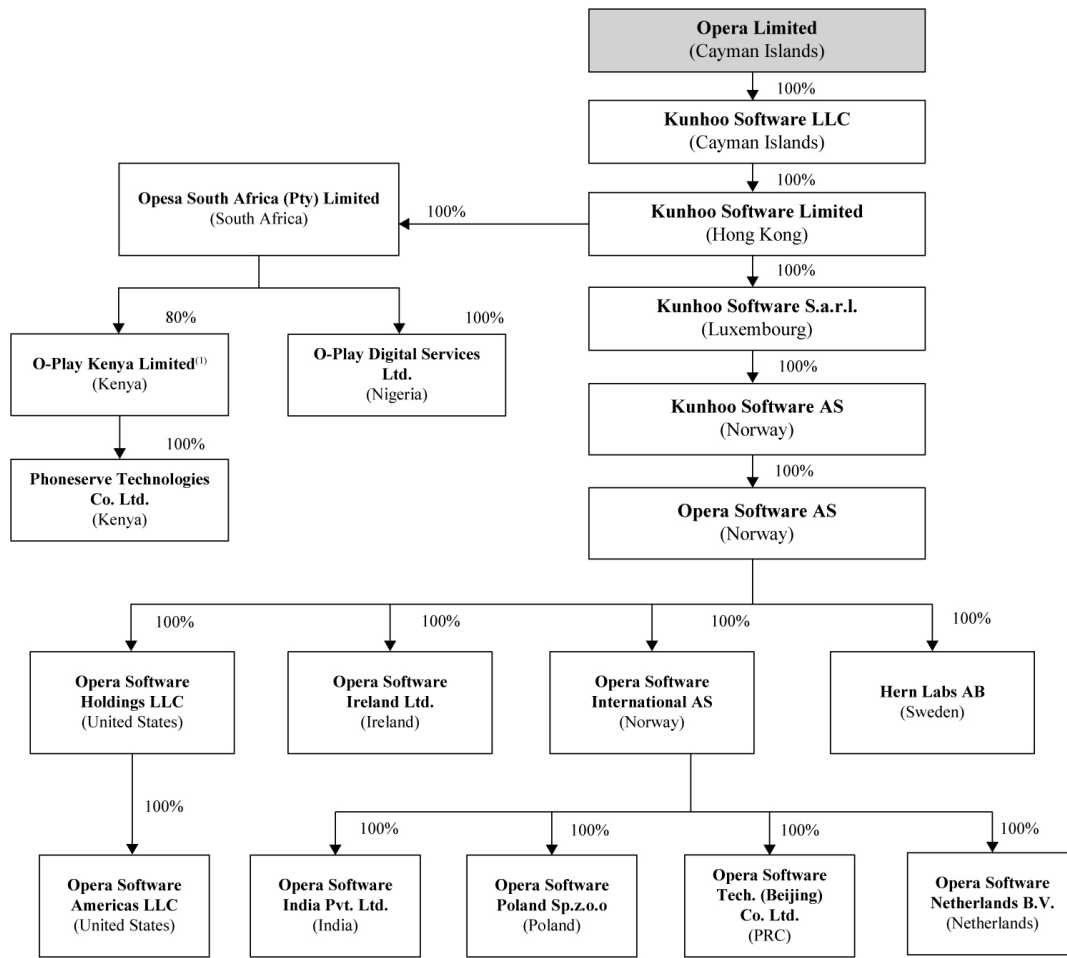 Opera Limited
(Cayman Islands)
100%
Kunhoo Software LLC
(Cayman Islands)
100%
Opesa South Africa (Pty) Limited
(South Africa)
100%
Kunhoo Software Limited
(Hong Kong)
100%
80%
100%
Kunhoo Software S.a.r.l.
(Luxembourg)
O-Play Kenya Limited(1)
(Kenya)
O-Play Digital Services
Ltd.
(Nigeria)
100%
Kunhoo Software AS
(Norway)
100%
Phoneserve Technologies
Co. Ltd.
(Kenya)
100%
Opera Software AS
(Norway)
100%
100%
100%
100%
Opera Software
Holdings LLC
(United States)
Opera Software
Ireland Ltd.
(Ireland)
Opera Software
International AS
(Norway)
Hern Labs AB
(Sweden)
100%
100%
100%
100%
100%
Opera Software
Americas LLC
(United States)
Opera Software
India Pvt. Ltd.
(India)
Opera Software
Poland Sp.z.o.o
(Poland)
Opera Software
Tech. (Beijing)
Co. Ltd.
(PRC)
Opera Software
Netherlands B.V.
(Netherlands)